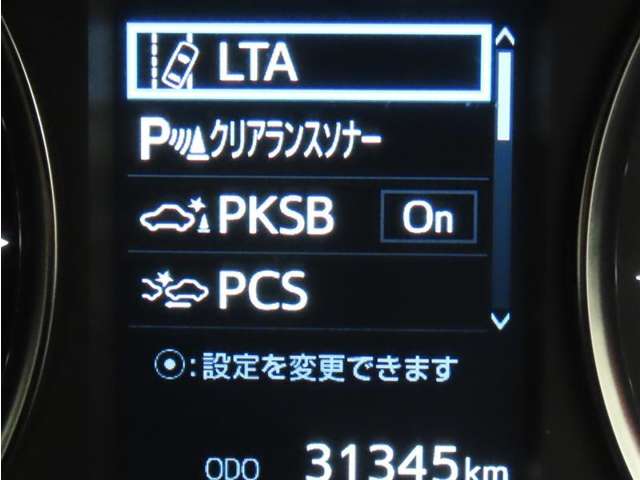 LTA
Pクリアランスソナー
PKSB On
PCS
⦿:設定を変更できます
ODO 31345km